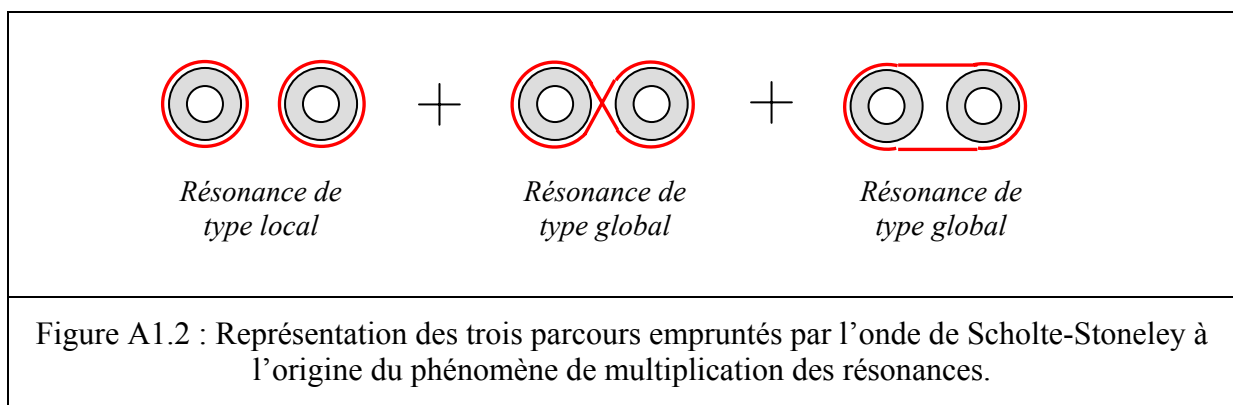 Résonance de
type local
Résonance de
type global
Résonance de
type global
Figure A1.2 : Représentation des trois parcours empruntés par l’onde de Scholte-Stoneley à
l’origine du phénomène de multiplication des résonances.